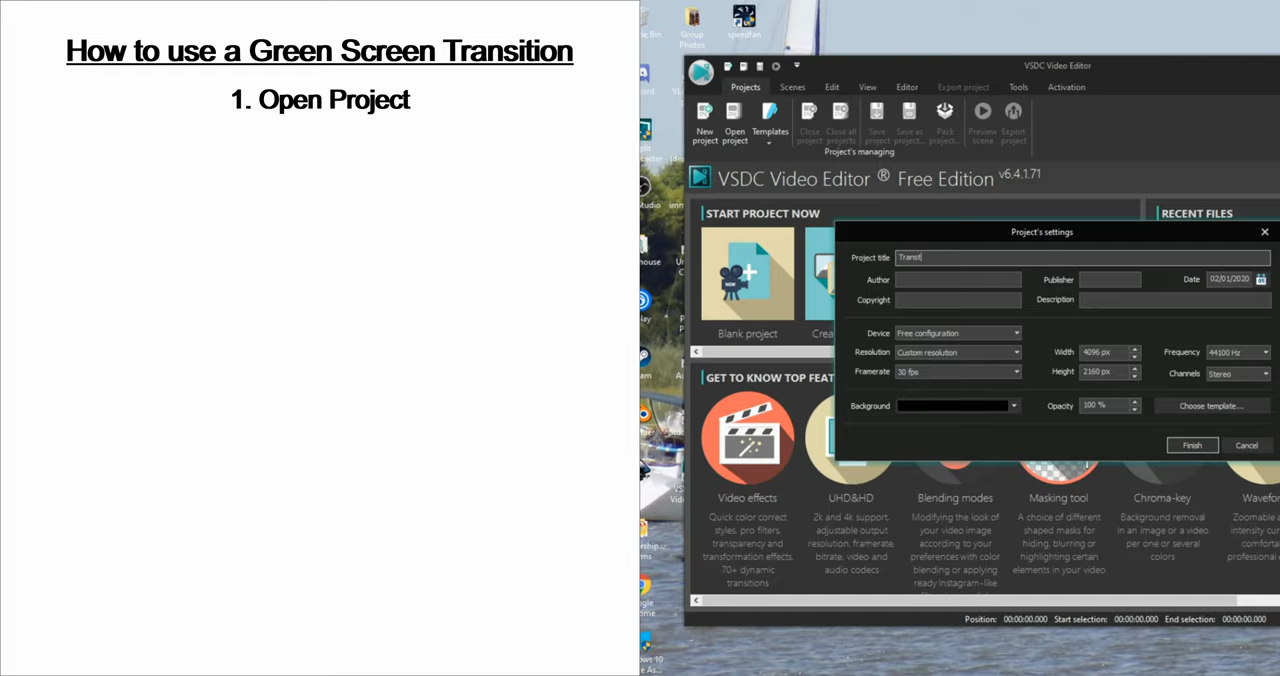 How to use a Green Screen Transition
1. Open Project
Group
Photos
speedfan
VSDC Video Editor
Projects Scenes Edit View Editor Export project Tools Activation
New project
Open project
Templates
Close project
Close all projects
Save project
Save as project...
Pack project...
Preview scene
Export project
Project's managing
VSDC Video Editor ® Free Edition v6.4.1.71
START PROJECT NOW
RECENT FILES
NEW
Blank project
Project's settings
Project title Transt
Author Publisher Date 02/01/2020
Copyright Description
Device Free configuration
Resolution Custom resolution Width 4096 px Frequency 44100 Hz
Framerate 30 fps Height 2160 px Channels Stereo
Background Opacity 100 % Choose template...
Finish Cancel
GET TO KNOW TOP FEAT
Video effects
Quick color correct
styles, pro filters,
transparency and
transformation effects,
70+ dynamic
transitions
UHD&HD
2k and 4k support,
adjustable output
resolution, framerate,
bitrate, video and
audio codecs
Blending modes
Modifying the look of
your video image
according to your
preferences with color
blending or applying
ready Instagram-like
Masking tool
A choice of different
shaped masks for
hiding, blurring or
highlighting certain
elements in your video
Chroma-key
Background removal
in an image or a video
per one or several
colors
Wavefor
Zoomable a
intensity cu
comforta
professional
Position: 00:00:00.000 Start selection: 00:00:00.000 End selection: 00:00:00.000